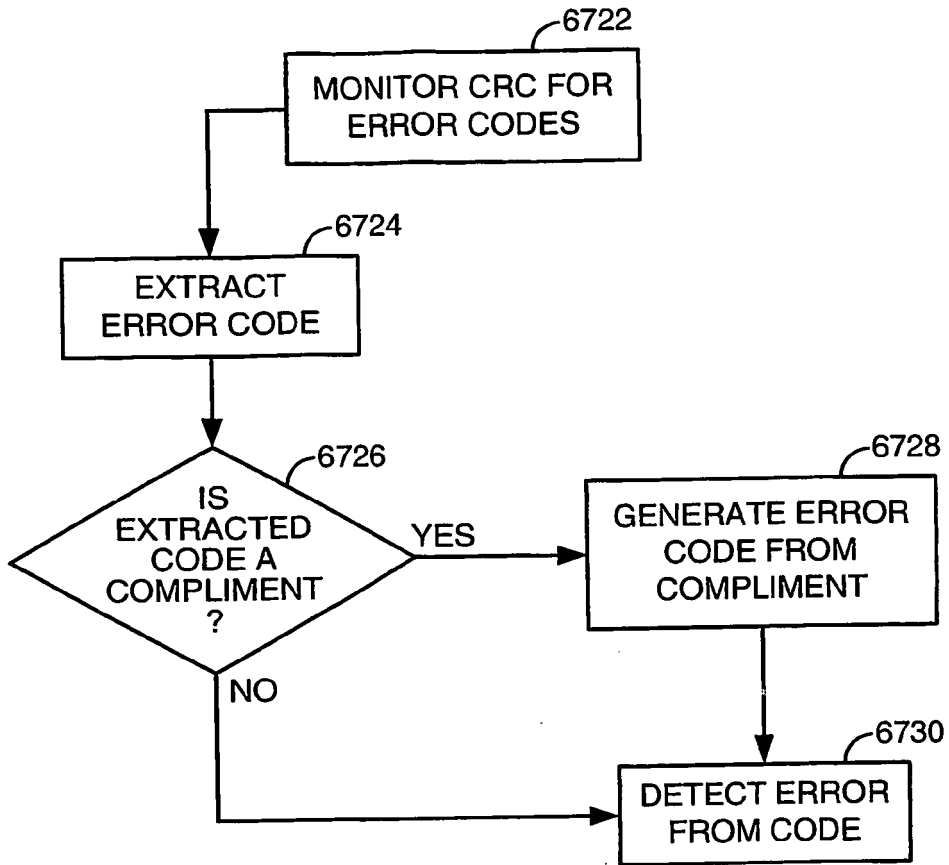 6722
MONITOR CRC FOR
ERROR CODES
6724
EXTRACT
ERROR CODE
6726
IS
EXTRACTED
CODE A
COMPLIMENT
?
YES
NO
6728
GENERATE ERROR
CODE FROM
COMPLIMENT
6730
DETECT ERROR
FROM CODE